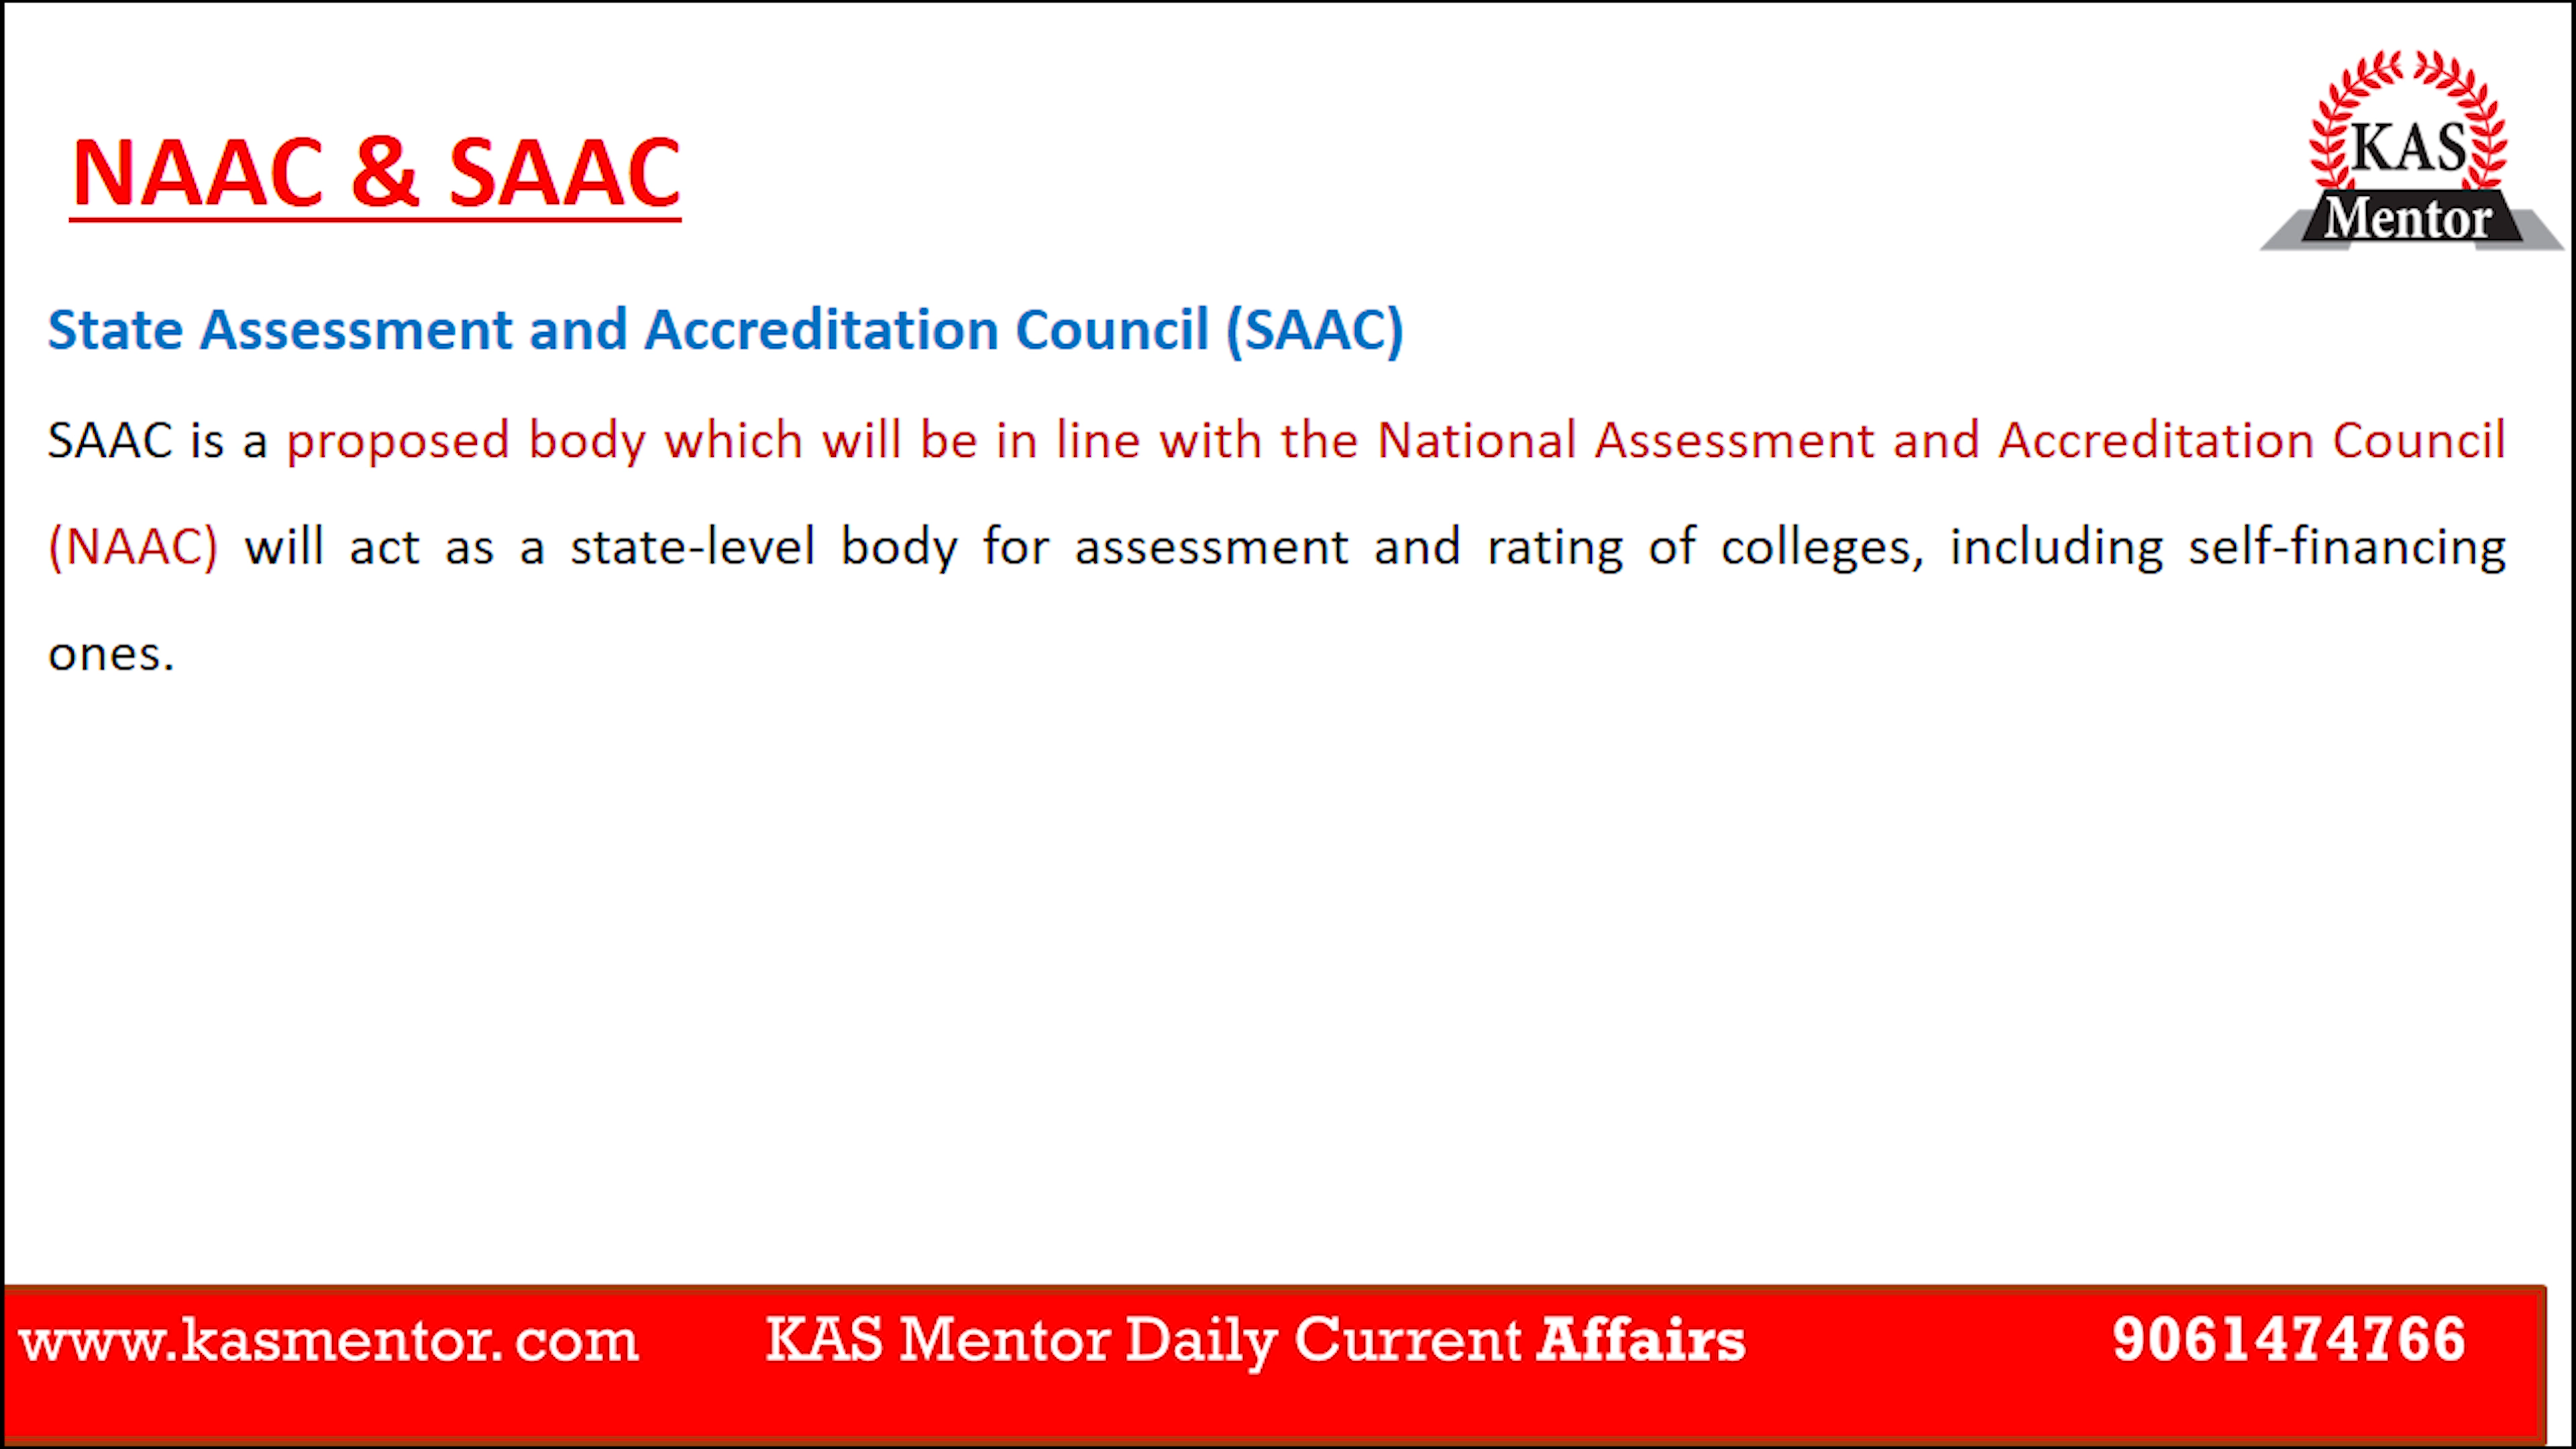 KAS
Mentor
NAAC & SAAC
State Assessment and Accreditation Council (SAAC)
SAAC is a proposed body which will be in line with the National Assessment and Accreditation Council
(NAAC) will act as a state-level body for assessment and rating of colleges, including self-financing
ones.
www.kasmentor. com KAS Mentor Daily Current Affairs 9061474766